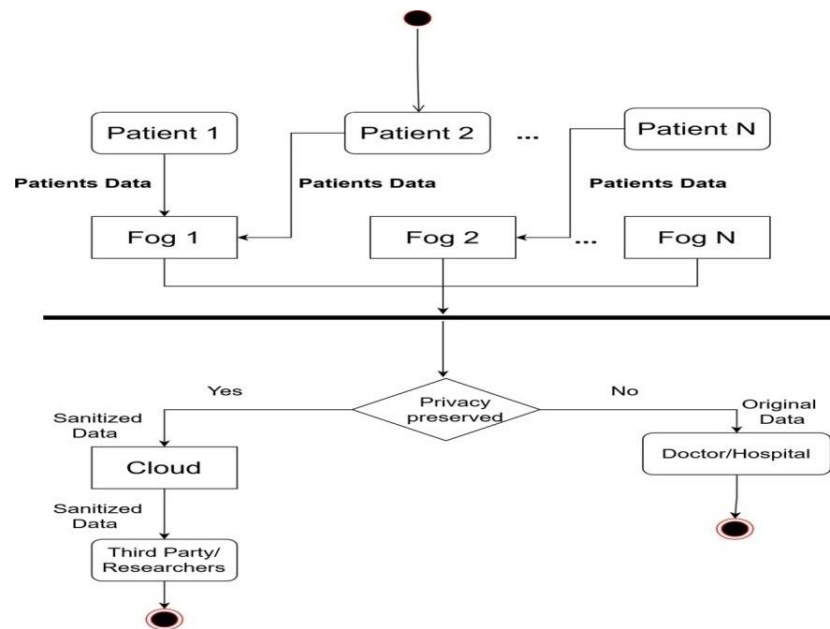 Patient 1
Patient 2
...
Patient N
Patients Data
Patients Data
Patients Data
Fog 1
Fog 2
...
Fog N
Yes
Privacy
preserved
No
Sanitized
Data
Original
Data
Cloud
Doctor/Hospital
Sanitized
Data
Third Party/
Researchers